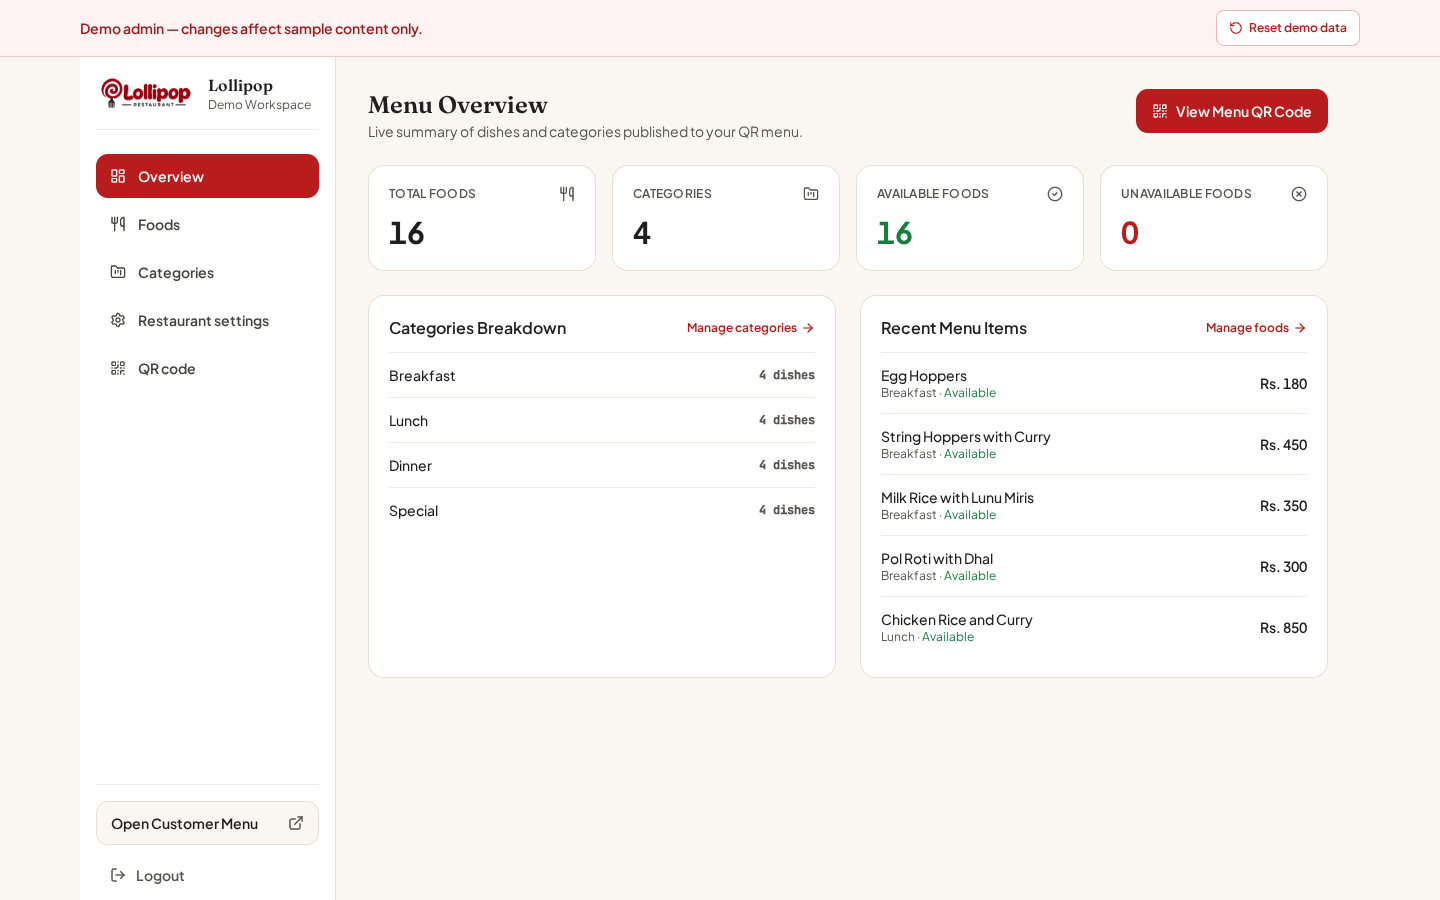 Demo admin — changes affect sample content only.
Reset demo data
Lollipop
RESTAURANT
Lollipop
Demo Workspace
Overview
Foods
Categories
Restaurant settings
QR code
Open Customer Menu
Logout
Menu Overview
Live summary of dishes and categories published to your QR menu.
View Menu QR Code
TOTAL FOODS
16
CATEGORIES
4
AVAILABLE FOODS
16
UNAVAILABLE FOODS
0
Categories Breakdown
Manage categories →
Breakfast 4 dishes
Lunch 4 dishes
Dinner 4 dishes
Special 4 dishes
Recent Menu Items
Manage foods →
Egg Hoppers
Breakfast · Available
Rs. 180
String Hoppers with Curry
Breakfast · Available
Rs. 450
Milk Rice with Lunu Miris
Breakfast · Available
Rs. 350
Pol Roti with Dhal
Breakfast · Available
Rs. 300
Chicken Rice and Curry
Lunch · Available
Rs. 850